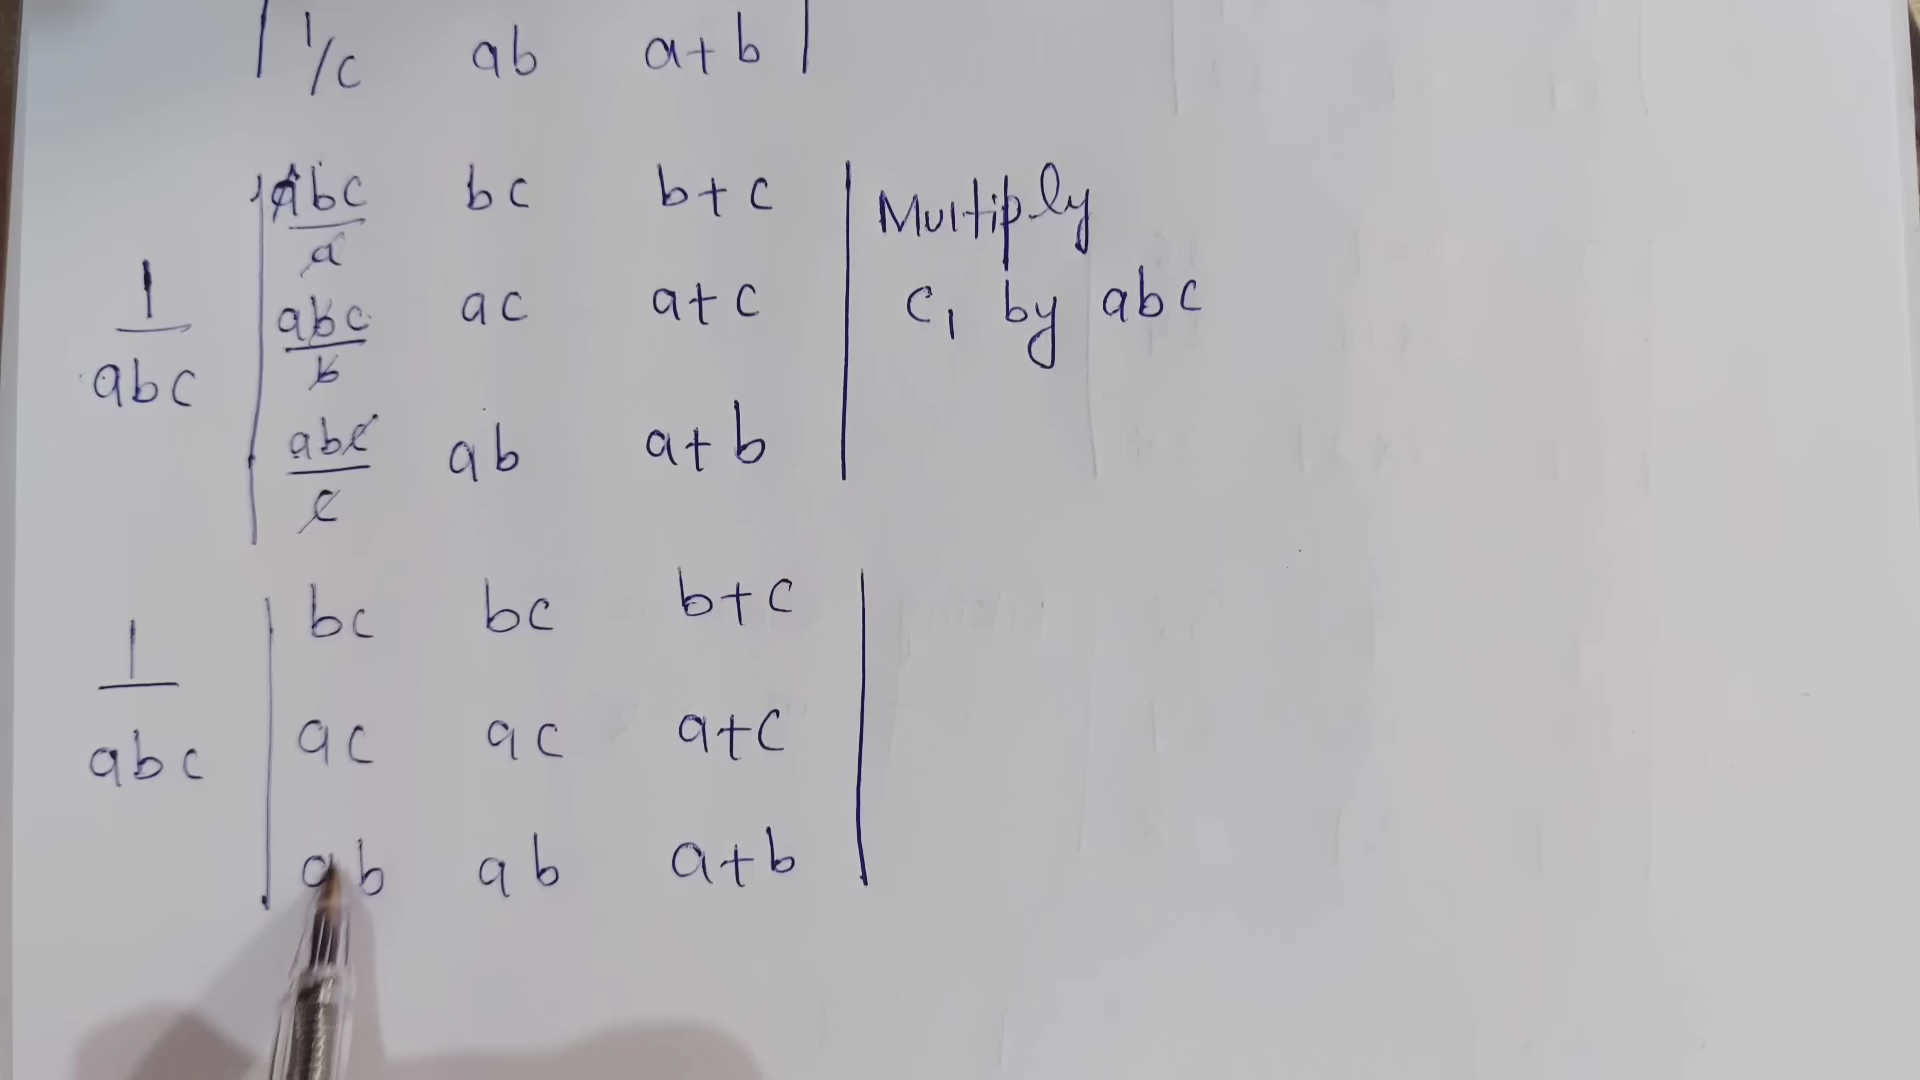 | 1/c ab a+b |
abc/a bc b+c | Multiply
1/abc | abc/b ac a+c | C₁ by abc
abc/c ab a+b |
bc bc b+c |
1/abc | ac ac a+c |
ab ab a+b |